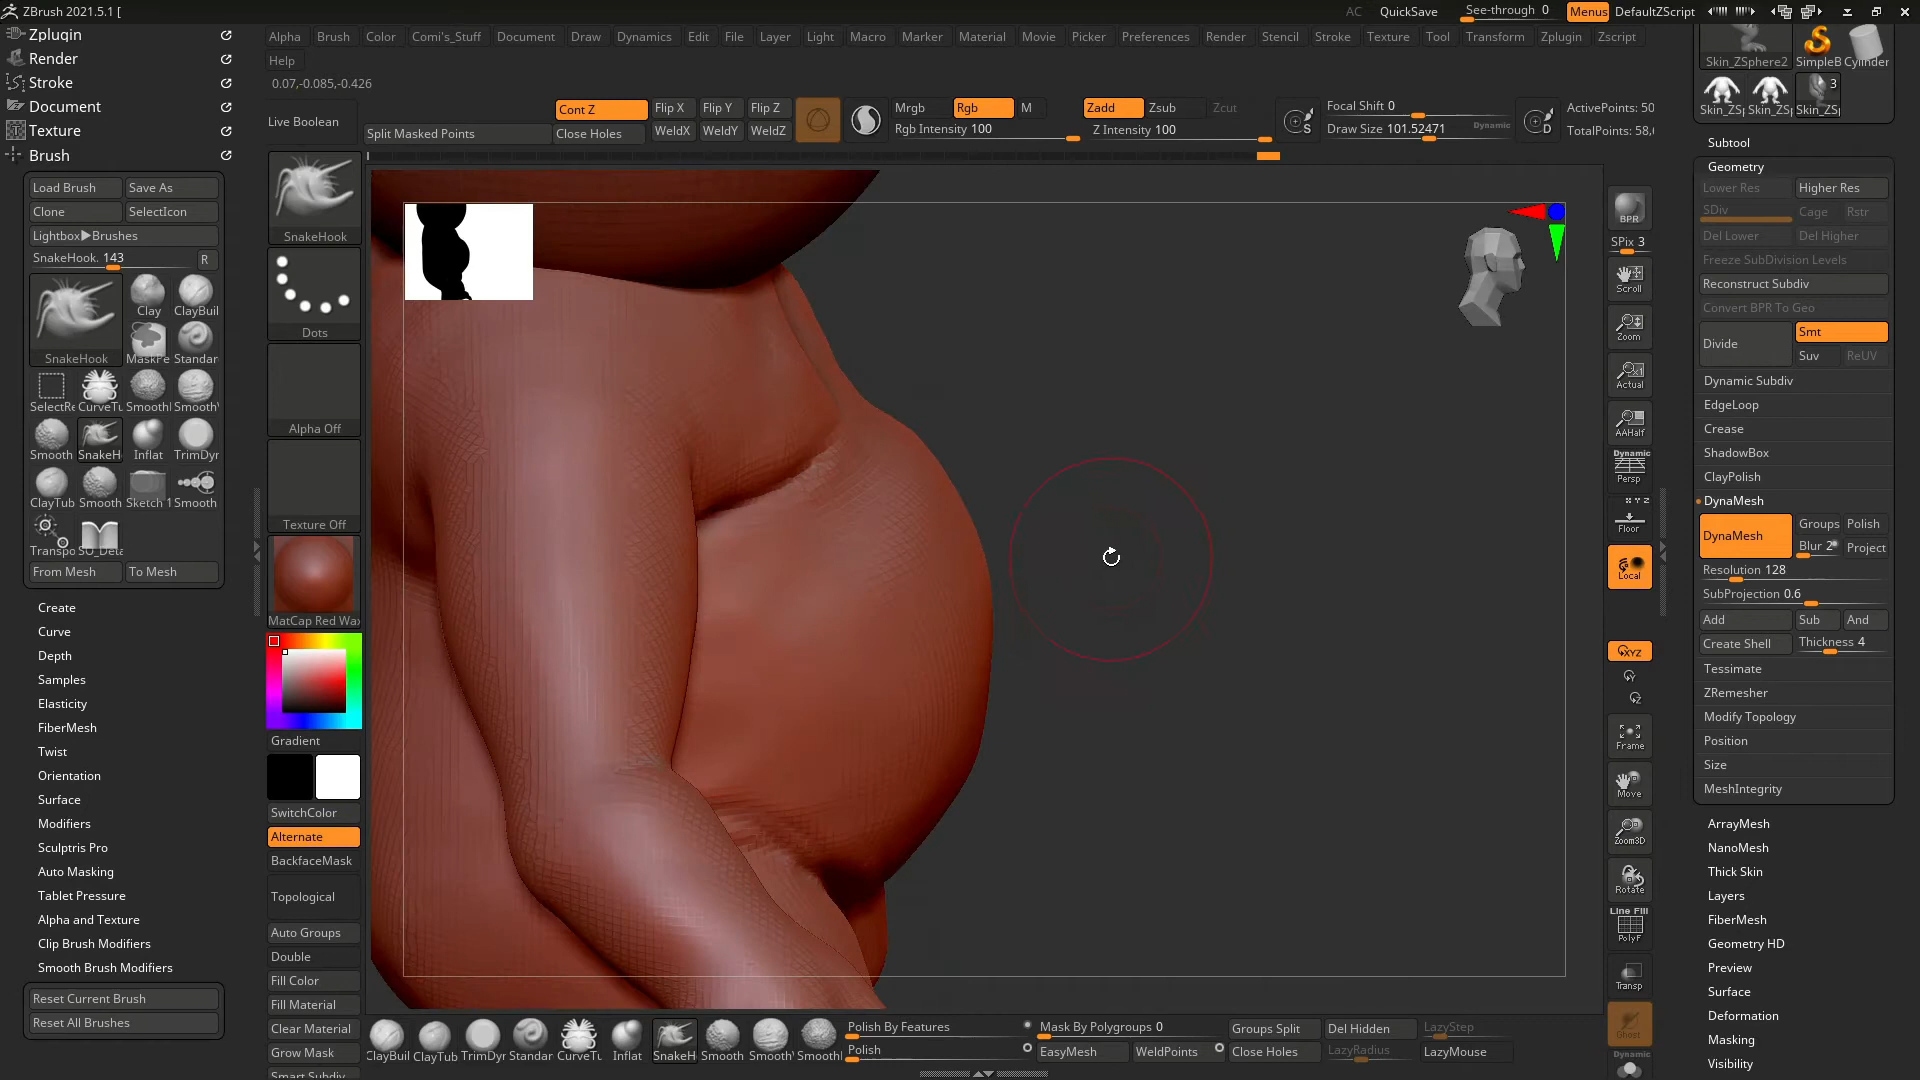 ZBrush 2021.5.1 [
AC
QuickSave
See-through 0
Menus
DefaultZScript
Zplugin
Render
Stroke
Document
Texture
Brush
Load Brush
Save As
Clone
SelectIcon
Lightbox▶Brushes
SnakeHook. 143
R
SnakeHook
Clay
ClayBuil
MaskPe
Standar
SelectRe
CurveTu
Smooth
Smooth
Smooth
SnakeH
Inflat
TrimDyr
ClayTub
Smooth
Sketch 1
Smooth
Transpo
From Mesh
To Mesh
Create
Curve
Depth
Samples
Elasticity
FiberMesh
Twist
Orientation
Surface
Modifiers
Sculptris Pro
Auto Masking
Tablet Pressure
Alpha and Texture
Clip Brush Modifiers
Smooth Brush Modifiers
Reset Current Brush
Reset All Brushes
Alpha Brush Color Comi's_Stuff Document Draw Dynamics Edit File Layer Light Macro Marker Material Movie Picker Preferences Render Stencil Stroke Texture Tool Transform Zplugin Zscript
Help
0.07,-0.085,-0.426
Live Boolean
Split Masked Points
Cont Z
Close Holes
Flip X
Flip Y
Flip Z
WeldX
WeldY
WeldZ
Mrgb
Rgb
M
Rgb Intensity 100
Zadd
Zsub
Zcut
Z Intensity 100
S
Focal Shift 0
Draw Size 101.52471
Dynamic
D
ActivePoints: 50
TotalPoints: 58,
SnakeHook
Dots
Alpha Off
Texture Off
MatCap Red Wax
Gradient
SwitchColor
Alternate
BackfaceMask
Topological
Auto Groups
Double
Fill Color
Fill Material
Clear Material
Grow Mask
Smart Subdiv
BPR
SPix 3
Scroll
Zoom
Actual
AAHalf
Dynamic
Persp
X Y Z
Floor
Local
XYZ
Frame
Move
Zoom3D
Rotate
Line Fill
PolyF
Transp
Ghost
Dynamic
ClayBuil
ClayTub
TrimDyr
Standar
CurveTu
Inflat
SnakeH
Smooth
Smooth
Smooth
Polish By Features
Polish
Mask By Polygroups 0
EasyMesh
WeldPoints
Groups Split
Close Holes
Del Hidden
LazyRadius
LazyStep
LazyMouse
Skin_ZSphere2
SimpleB
Cylinder
3
Skin_ZS
Skin_ZS
Skin_ZS
Subtool
Geometry
Lower Res
Higher Res
SDiv
Cage
Rstr
Del Lower
Del Higher
Freeze SubDivision Levels
Reconstruct Subdiv
Convert BPR To Geo
Divide
Smt
Suv
ReUV
Dynamic Subdiv
EdgeLoop
Crease
ShadowBox
ClayPolish
DynaMesh
DynaMesh
Groups
Polish
Blur 2
Project
Resolution 128
SubProjection 0.6
Add
Sub
And
Create Shell
Thickness 4
Tessimate
ZRemesher
Modify Topology
Position
Size
MeshIntegrity
ArrayMesh
NanoMesh
Thick Skin
Layers
FiberMesh
Geometry HD
Preview
Surface
Deformation
Masking
Visibility